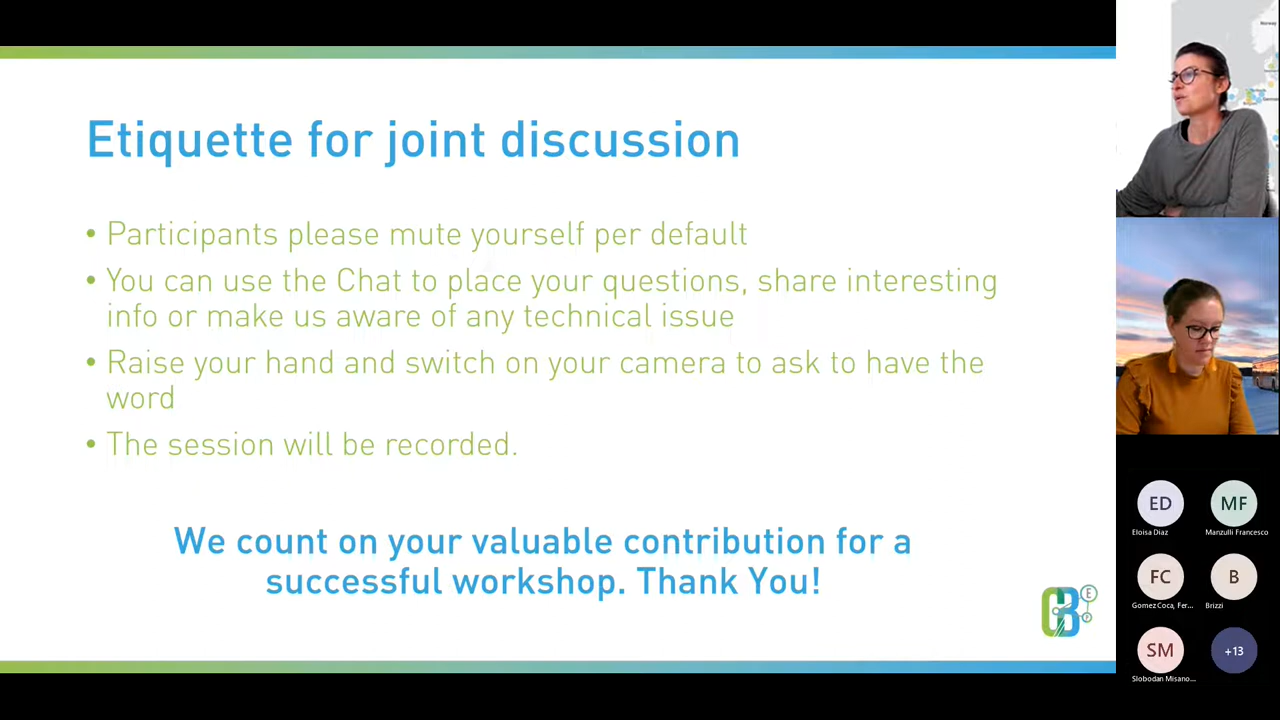 Etiquette for joint discussion
• Participants please mute yourself per default
• You can use the Chat to place your questions, share interesting
info or make us aware of any technical issue
• Raise your hand and switch on your camera to ask to have the
word
• The session will be recorded.
We count on your valuable contribution for a
successful workshop. Thank You!
E
Norway
ED
MF
Eloisa Diaz
Manzulli Francesco
FC
B
Gomez Coca, Fer...
Brizzi
SM
+13
Slobodan Misano...